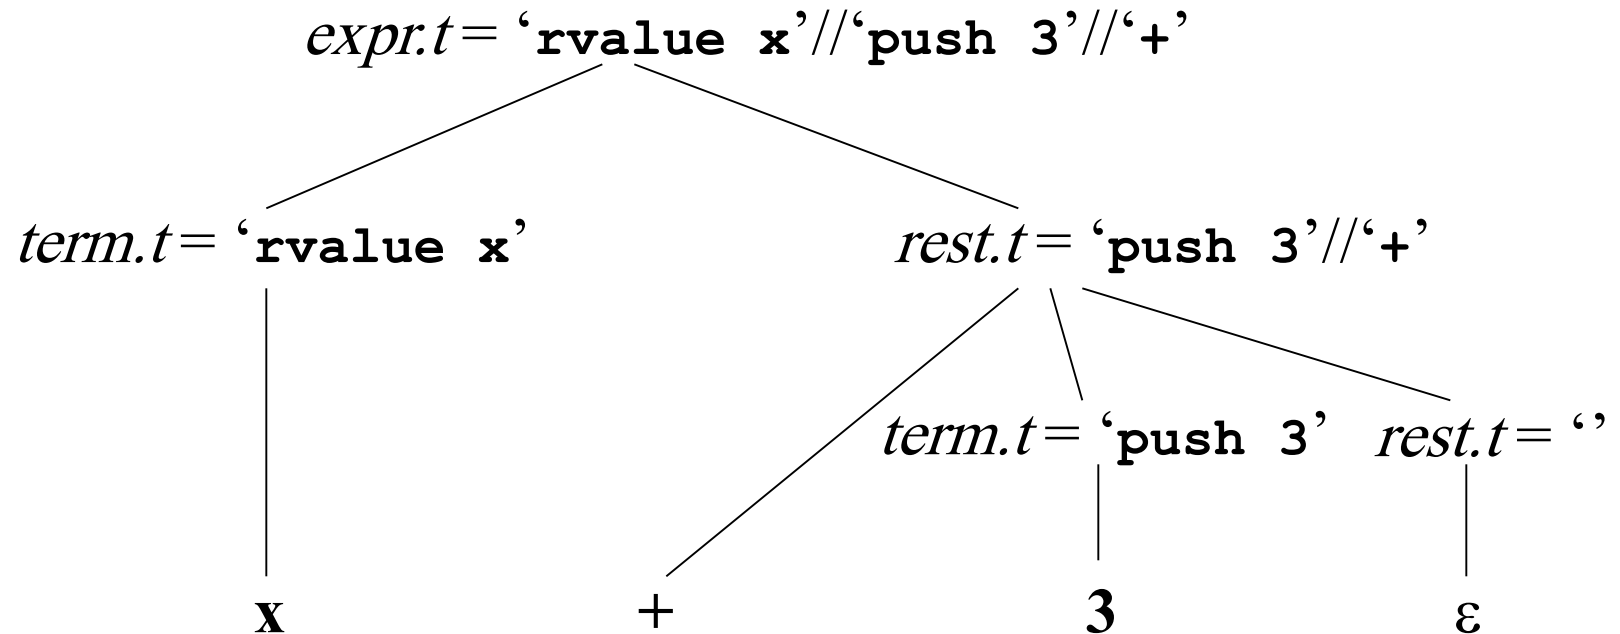 expr.t = ‘rvalue x’//‘push 3’//‘+’
term.t = ‘rvalue x’ rest.t = ‘push 3’//‘+’
term.t = ‘push 3’ rest.t = ‘’
x + 3 ε